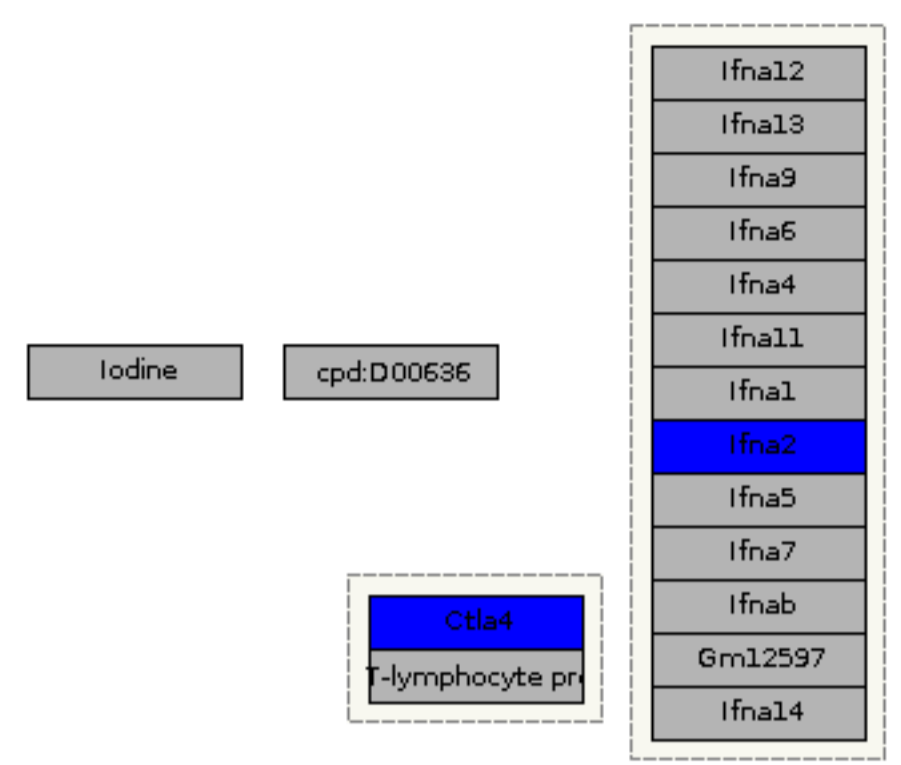 Ifna12
Ifna13
Ifna9
Ifna6
Ifna4
Ifna11
Iodine
cpd:D00636
Ifna1
Ifna2
Ifna5
Ifna7
Ifnab
Ctla4
Gm12597
T-lymphocyte pr
Ifna14